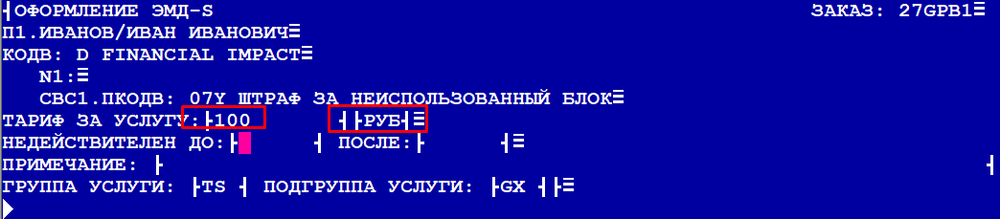 ОФОРМЛЕНИЕ ЭМД-S ЗАКАЗ: 27GPB1
П1.ИВАНОВ/ИВАН ИВАНОВИЧ
КОДВ: D FINANCIAL IMPACT
N1:
СВС1.ПКОДВ: 07Y ШТРАФ ЗА НЕИСПОЛЬЗОВАННЫЙ БЛОК
ТАРИФ ЗА УСЛУГУ: 100 РУБ
НЕДЕЙСТВИТЕЛЕН ДО: ПОСЛЕ:
ПРИМЕЧАНИЕ:
ГРУППА УСЛУГИ: TS ПОДГРУППА УСЛУГИ: GX